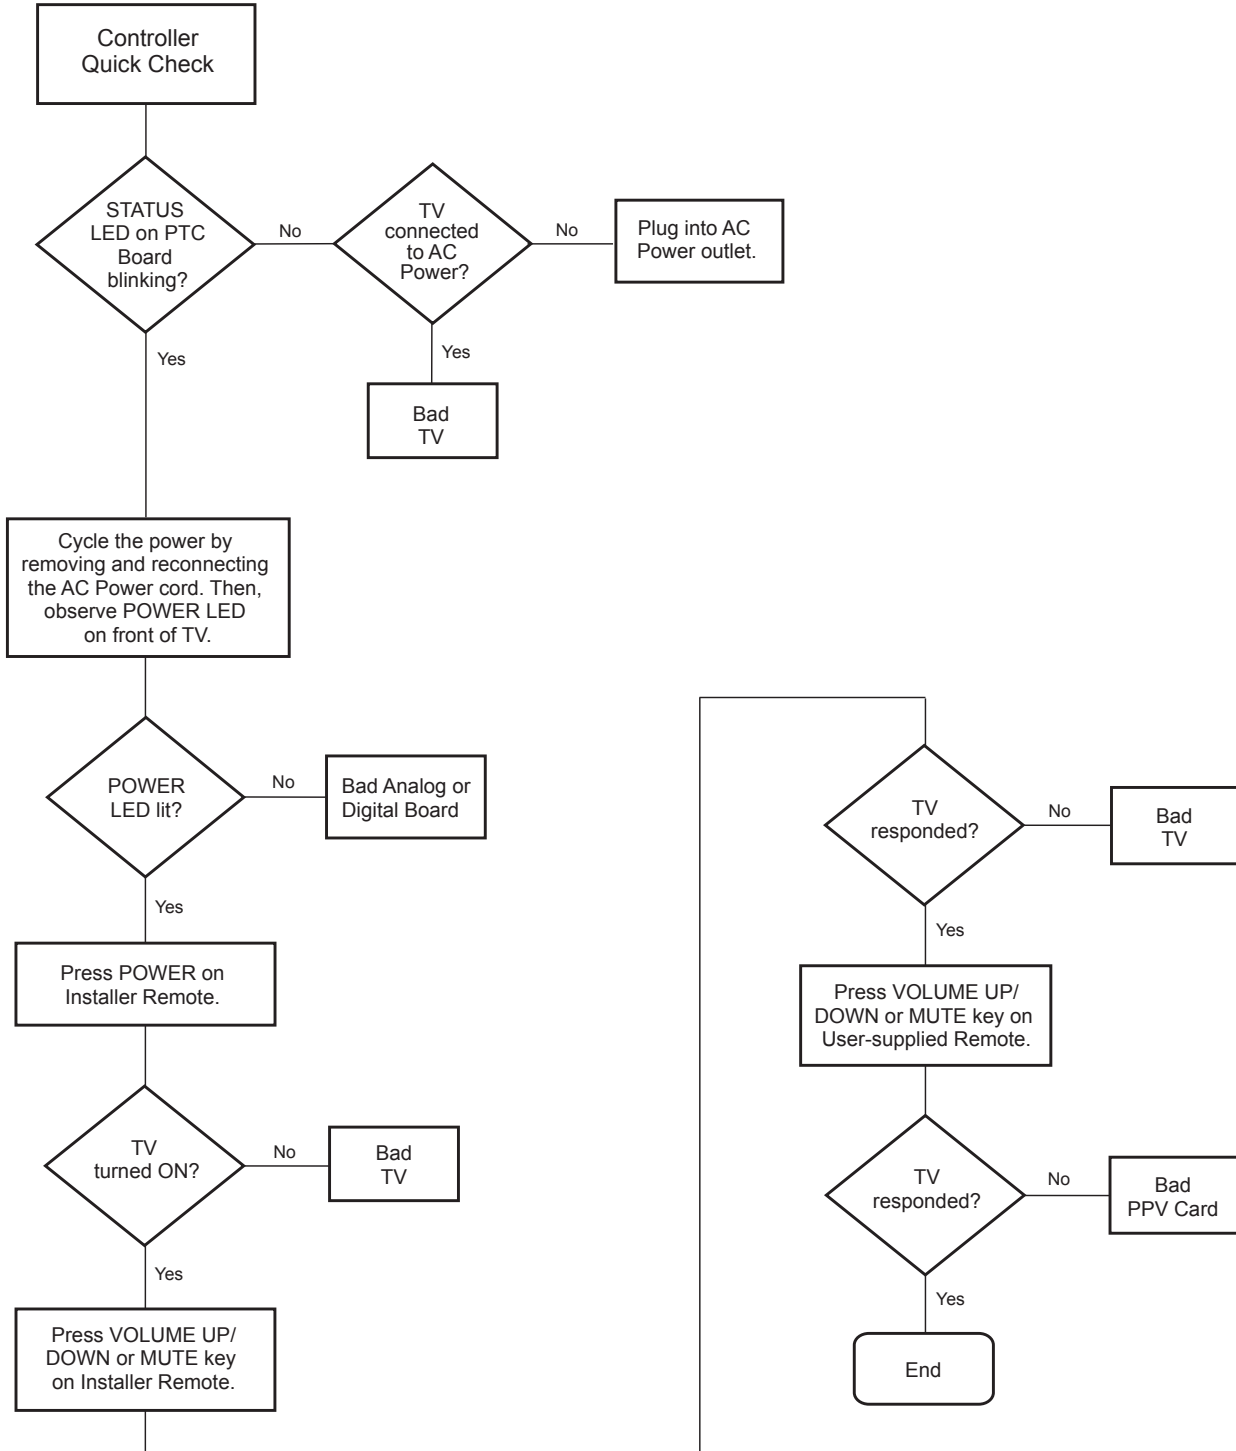 Controller
Quick Check
STATUS
LED on PTC
Board
blinking?
No
TV
connected
to AC
Power?
No
Plug into AC
Power outlet.
Yes
Yes
Bad
TV
Cycle the power by
removing and reconnecting
the AC Power cord. Then,
observe POWER LED
on front of TV.
POWER
LED lit?
No
Bad Analog or
Digital Board
Yes
Press POWER on
Installer Remote.
TV
turned ON?
No
Bad
TV
Yes
Press VOLUME UP/
DOWN or MUTE key
on Installer Remote.
TV
responded?
No
Bad
TV
Yes
Press VOLUME UP/
DOWN or MUTE key on
User-supplied Remote.
TV
responded?
No
Bad
PPV Card
Yes
End